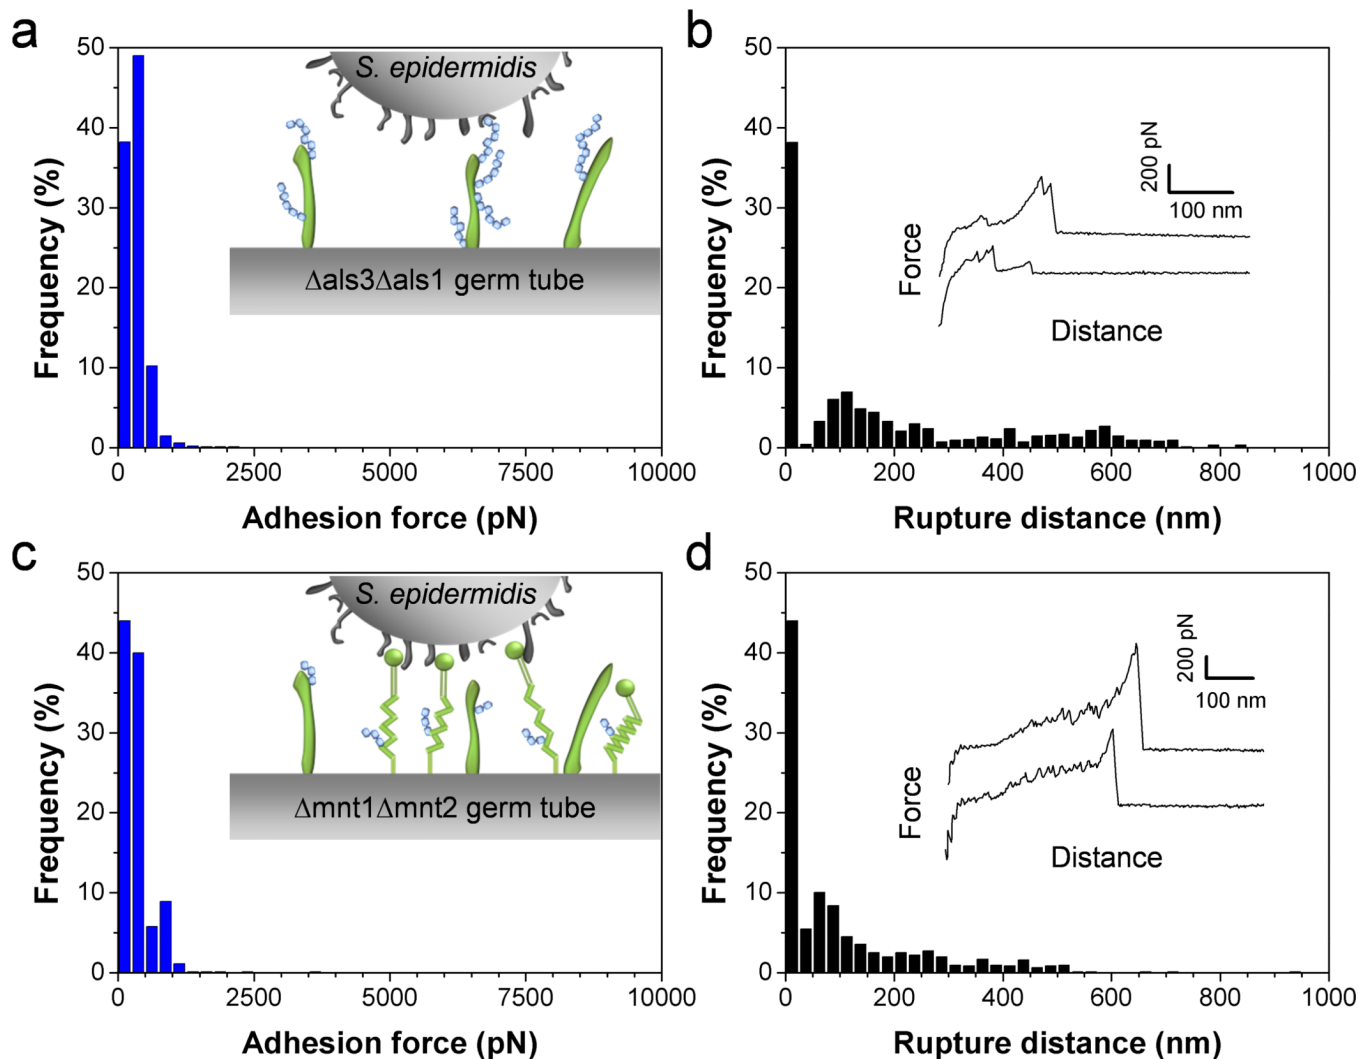 a
50
40
30
20
10
0
Frequency (%)
S. epidermidis
Δals3Δals1 germ tube
0 2500 5000 7500 10000
Adhesion force (pN)
b
50
40
30
20
10
0
Frequency (%)
200 pN
100 nm
Force
Distance
0 200 400 600 800 1000
Rupture distance (nm)
c
50
40
30
20
10
0
Frequency (%)
S. epidermidis
Δmnt1Δmnt2 germ tube
0 2500 5000 7500 10000
Adhesion force (pN)
d
50
40
30
20
10
0
Frequency (%)
200 pN
100 nm
Force
Distance
0 200 400 600 800 1000
Rupture distance (nm)